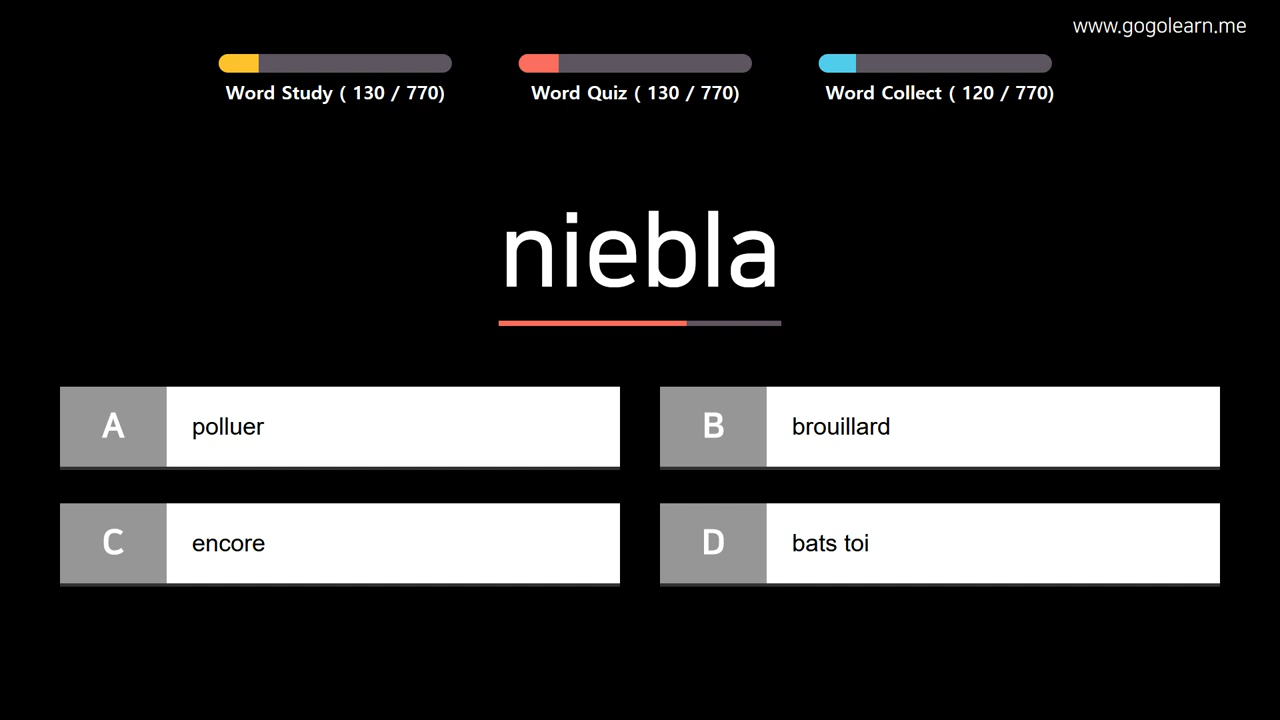 www.gogolearn.me
Word Study ( 130 / 770)
Word Quiz ( 130 / 770)
Word Collect ( 120 / 770)
niebla
A polluer
B brouillard
C encore
D bats toi